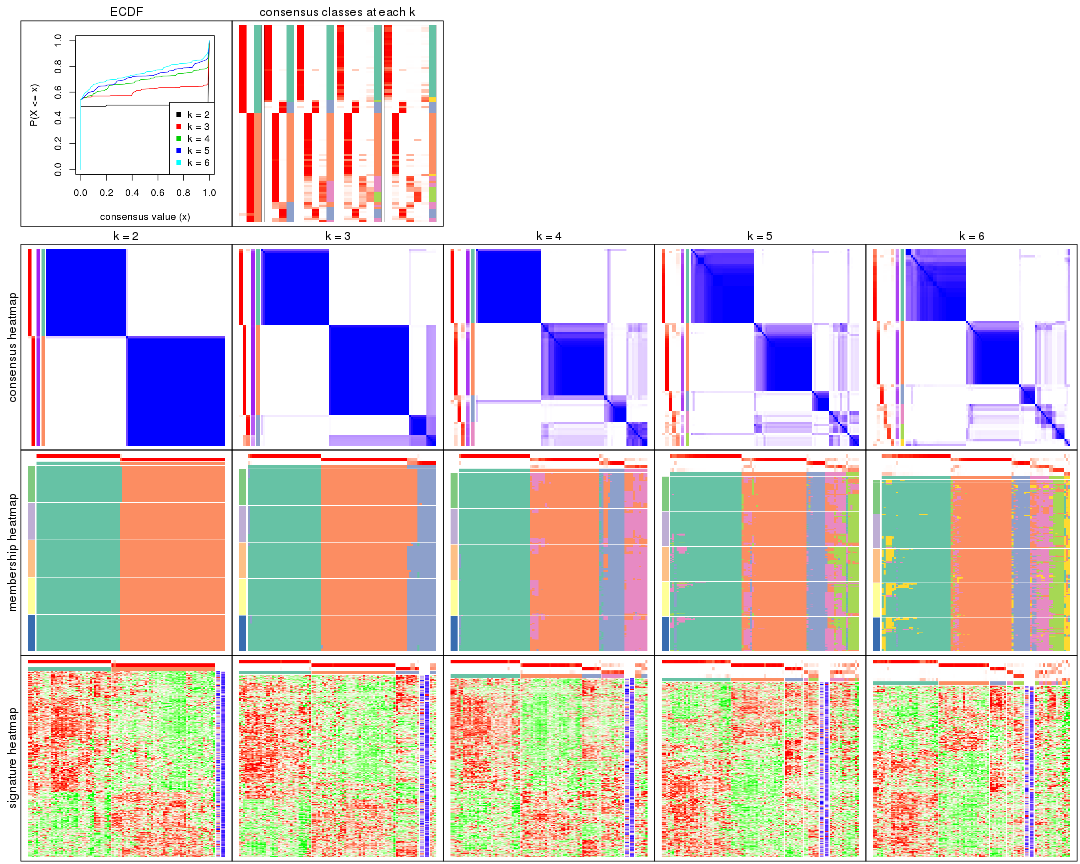 ECDF
consensus classes at each k
P(X <= x)
1.0
0.8
0.6
0.4
0.2
0.0
k = 2
k = 3
k = 4
k = 5
k = 6
0.0 0.2 0.4 0.6 0.8 1.0
consensus value (x)
k = 2
k = 3
k = 4
k = 5
k = 6
consensus heatmap
membership heatmap
signature heatmap